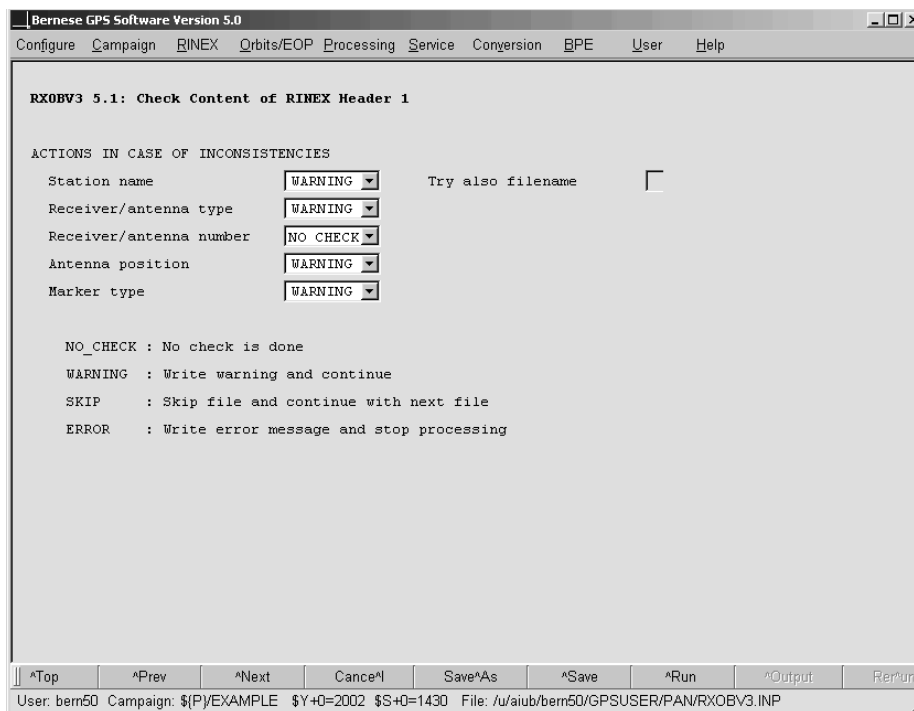 Bernese GPS Software Version 5.0
Configure Campaign RINEX Orbits/EOP Processing Service Conversion BPE User Help
RXOBV3 5.1: Check Content of RINEX Header 1
ACTIONS IN CASE OF INCONSISTENCIES
Station name WARNING Try also filename
Receiver/antenna type WARNING
Receiver/antenna number NO CHECK
Antenna position WARNING
Marker type WARNING
NO_CHECK : No check is done
WARNING : Write warning and continue
SKIP : Skip file and continue with next file
ERROR : Write error message and stop processing
^Top ^Prev ^Next Cance^l Save^As ^Save ^Run ^Output Rer^un
User: bern50 Campaign: ${P}/EXAMPLE $Y+0=2002 $S+0=1430 File: /u/aiub/bern50/GPSUSER/PAN/RXOBV3.INP